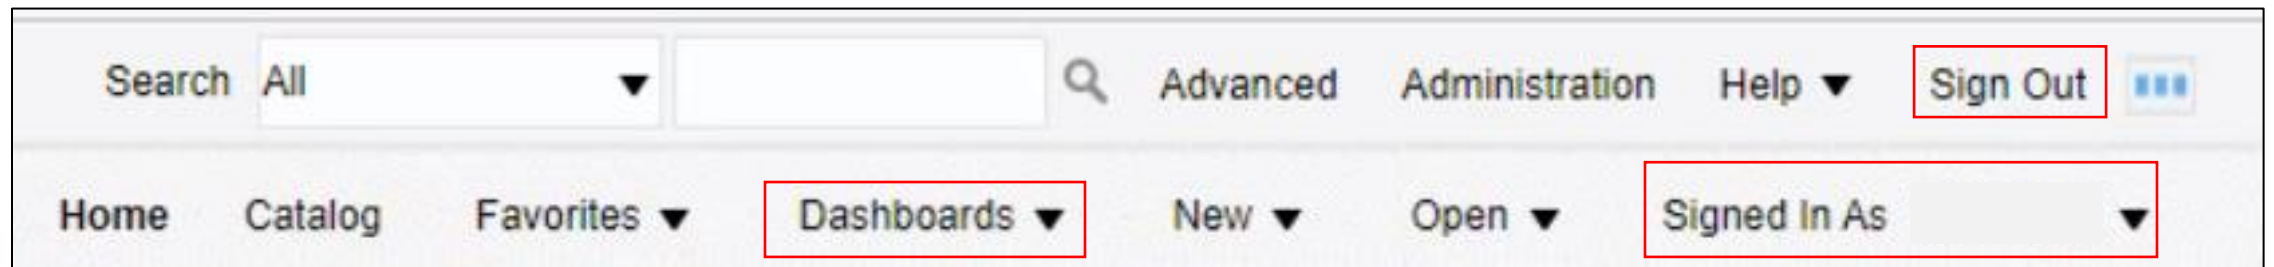 Search All Advanced Administration Help Sign Out
Home Catalog Favorites Dashboards New Open Signed In As